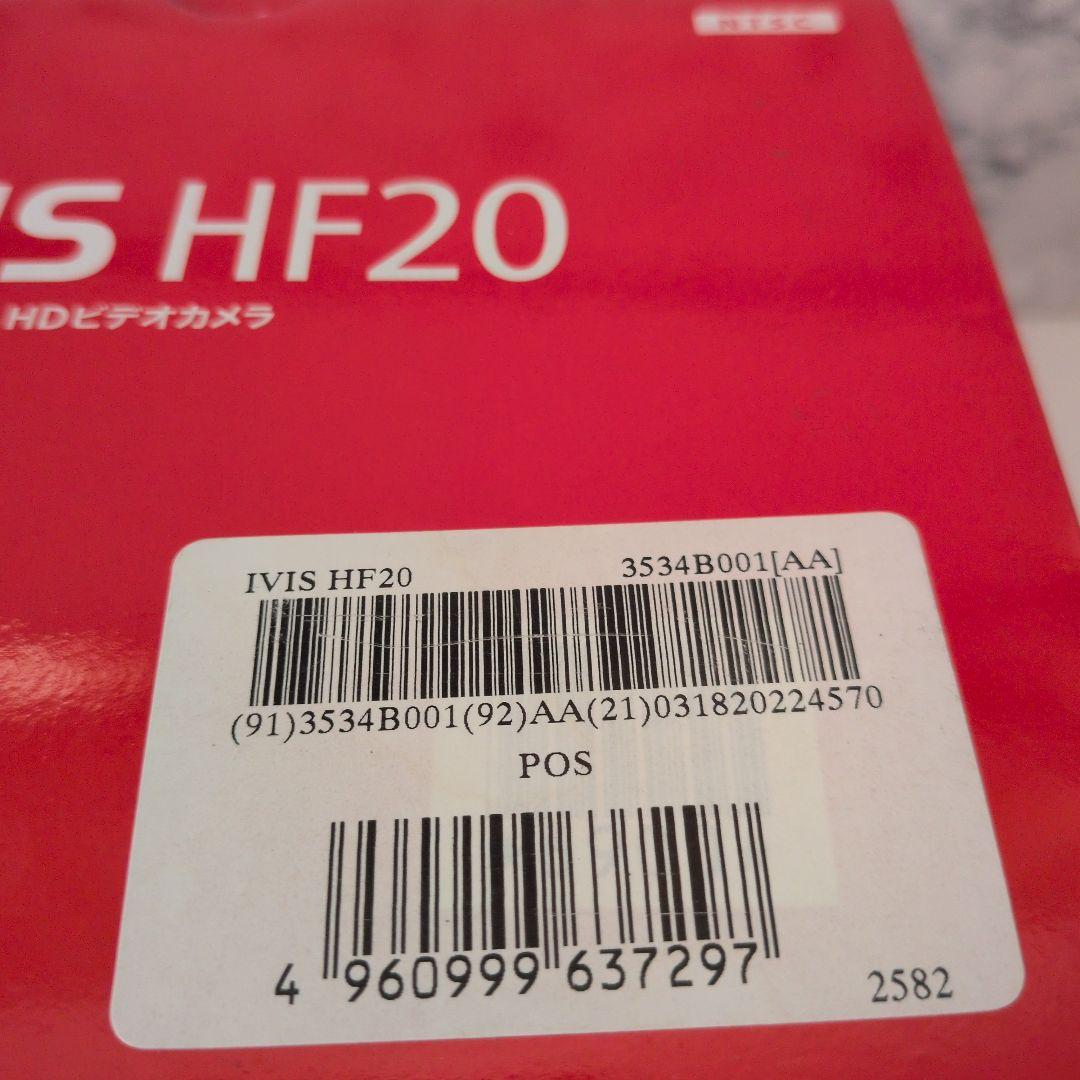 NTSC
VIS HF20
HDビデオカメラ
IVIS HF20 3534B001[AA]
(91)3534B001(92)AA(21)031820224570
POS
4 960999 637297
2582